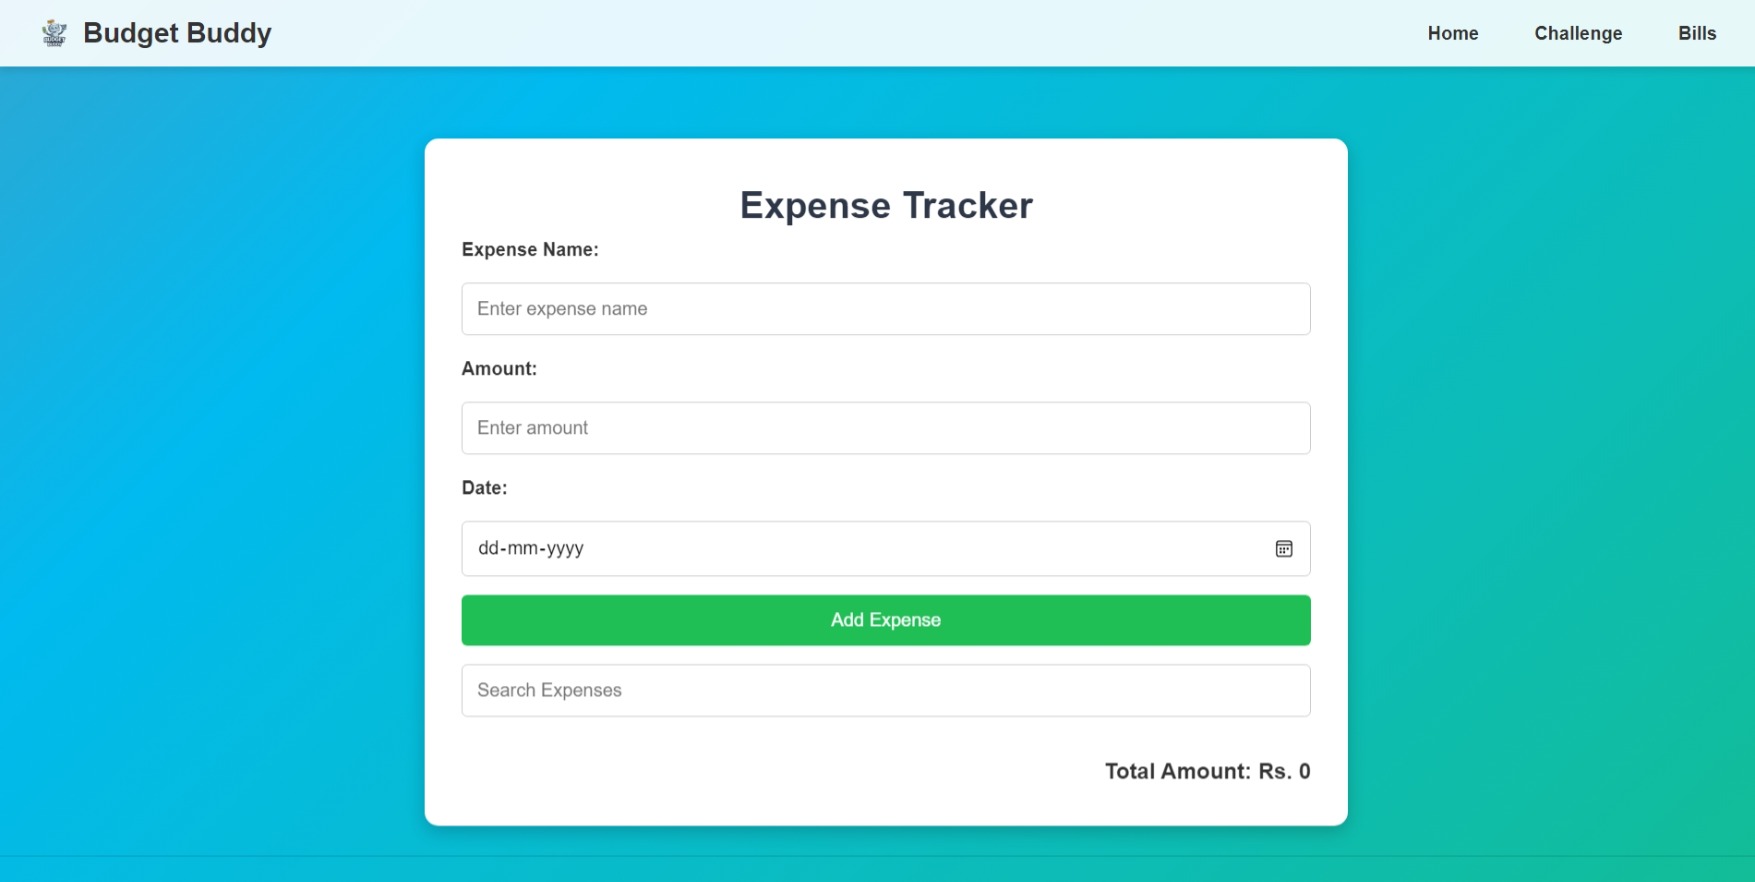 Budget Buddy
Home
Challenge
Bills
Expense Tracker
Expense Name:
Enter expense name
Amount:
Enter amount
Date:
dd-mm-yyyy
Add Expense
Search Expenses
Total Amount: Rs. 0